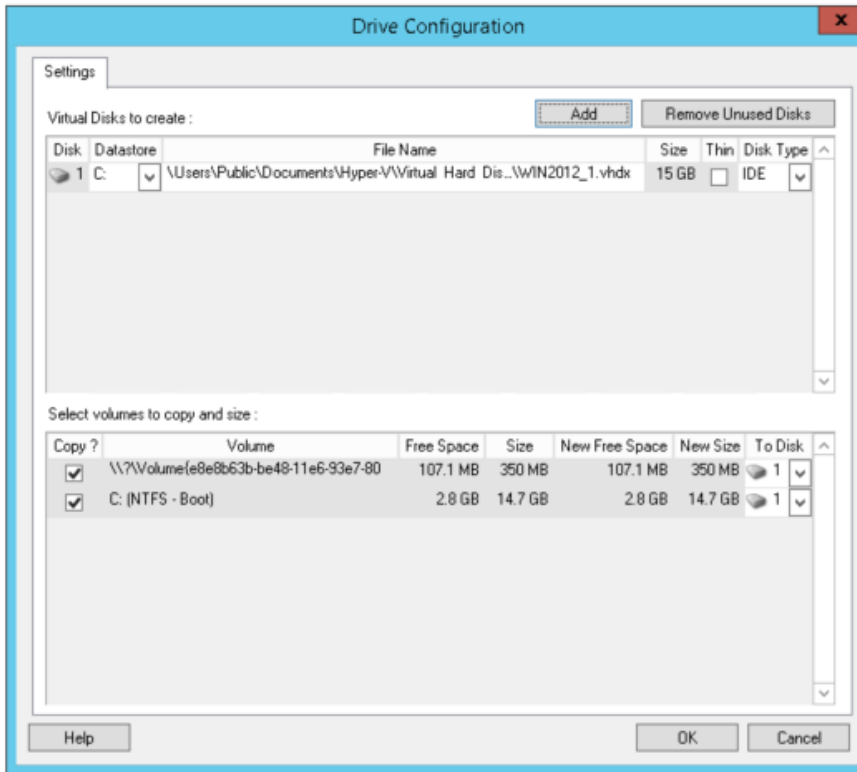 Drive Configuration
x
Settings
Virtual Disks to create :
Add
Remove Unused Disks
Disk Datastore File Name Size Thin Disk Type
1 C: \Users\Public\Documents\Hyper-V\Virtual Hard Dis...\WIN2012_1.vhdx 15 GB IDE
Select volumes to copy and size :
Copy ? Volume Free Space Size New Free Space New Size To Disk
\\?\Volume{e8e8b63b-be48-11e6-93e7-80 107.1 MB 350 MB 107.1 MB 350 MB 1
C: (NTFS - Boot) 2.8 GB 14.7 GB 2.8 GB 14.7 GB 1
Help
OK
Cancel